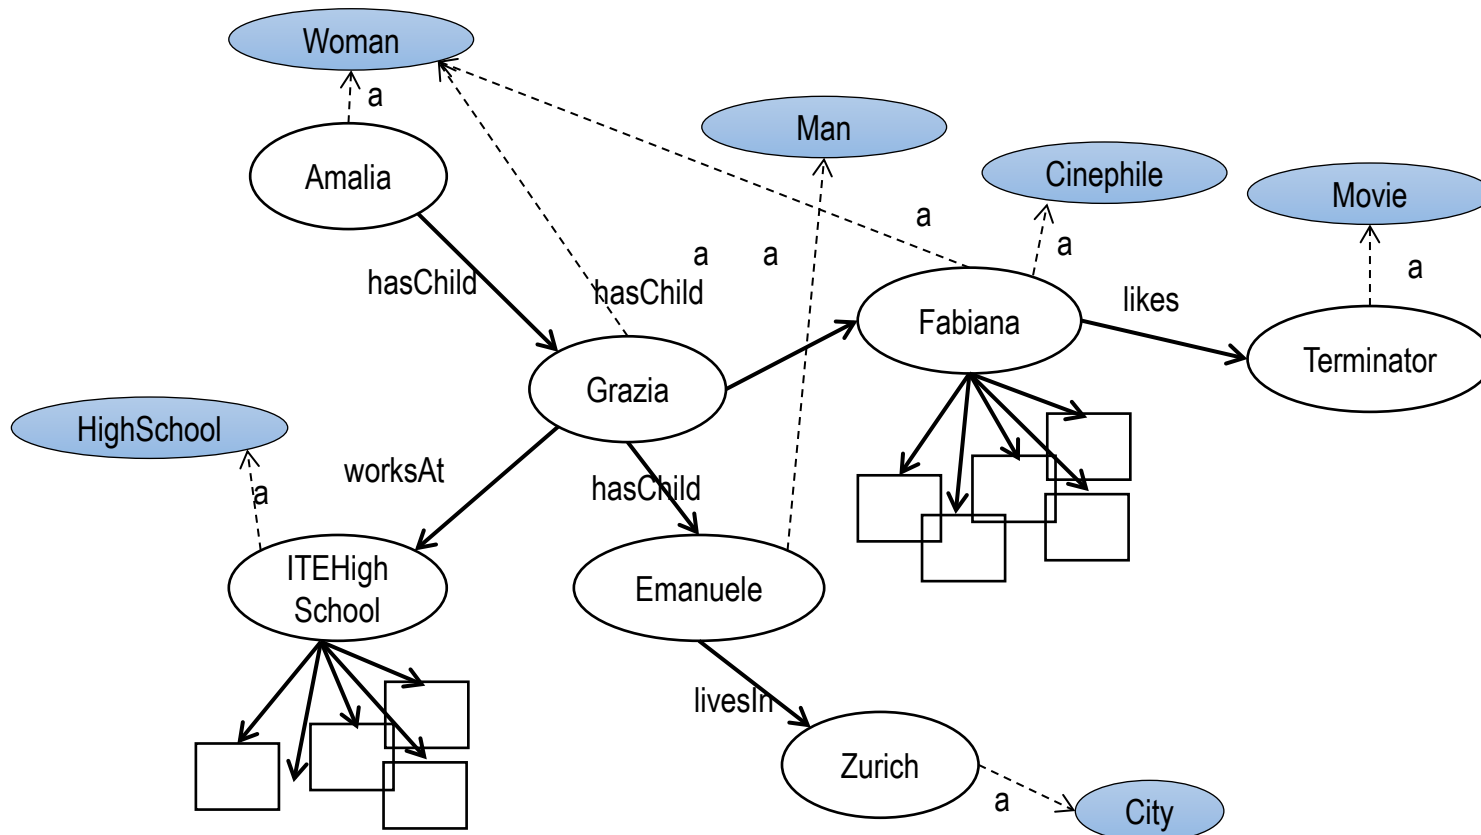 Woman
a
Man
Amalia
Cinephile
Movie
a
a
a
a
a
hasChild
hasChild
likes
Fabiana
Terminator
Grazia
HighSchool
worksAt
hasChild
a
ITEHigh
School
Emanuele
livesIn
Zurich
a
City